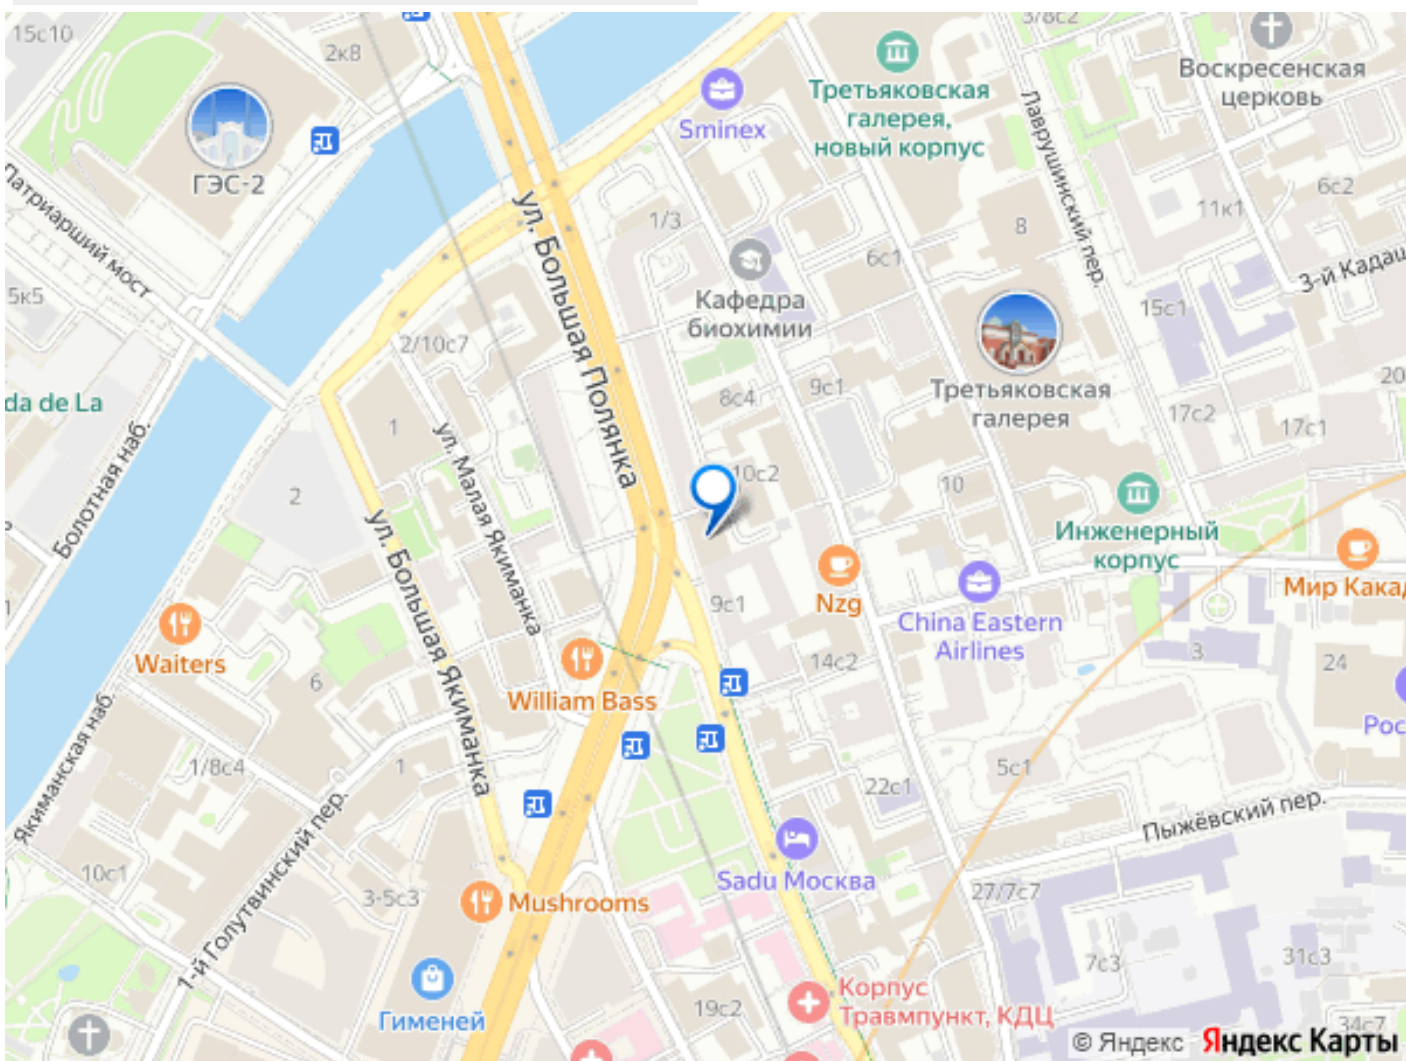 15с10
2к8
3/8с2
Воскресенская
церковь
Третьяковская
галерея,
новый корпус
Sminex
Лаврушинский пер.
ГЭС-2
Патриарший мост
6с2
11к1
1/3
8
6с1
ул. Большая Полянка
3-й Кадаш
5к5
Кафедра
биохимии
15с1
2/10с7
Третьяковская
галерея
9с1
20
da de La
8с4
17с2
17с1
1
ул. Малая Якиманка
Болотная наб.
2
10с2
10
ул. Большая Якиманка
Инженерный
корпус
Мир Какад
Nzg
9с1
China Eastern
Airlines
1
Waiters
14с2
3
24
6
William Bass
Рос
Якиманская наб.
1/8с4
1
5с1
22с1
Пыжёвский пер.
1-й Голутвинский пер.
10с1
3-5с3
Sadu Москва
Mushrooms
27/7с7
7с3
31с3
Гименей
19с2
Корпус
Травмпункт, КДЦ
34с7
© Яндекс Яндекс Карты